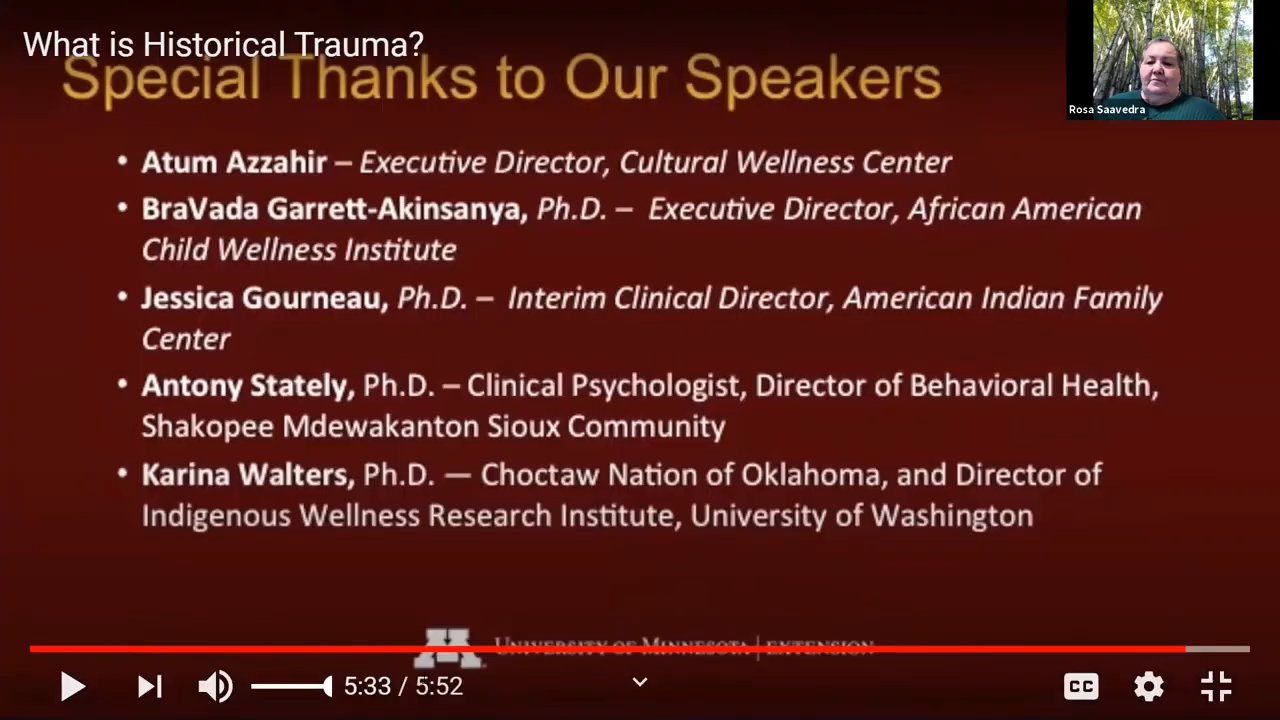 What is Historical Trauma?
Special Thanks to Our Speakers
Rosa Saavedra
• Atum Azzahir – Executive Director, Cultural Wellness Center
• BraVada Garrett-Akinsanya, Ph.D. – Executive Director, African American
Child Wellness Institute
• Jessica Gourneau, Ph.D. – Interim Clinical Director, American Indian Family
Center
• Antony Stately, Ph.D. – Clinical Psychologist, Director of Behavioral Health,
Shakopee Mdewakanton Sioux Community
• Karina Walters, Ph.D. — Choctaw Nation of Oklahoma, and Director of
Indigenous Wellness Research Institute, University of Washington
M University of Minnesota | Extension
5:33 / 5:52
CC